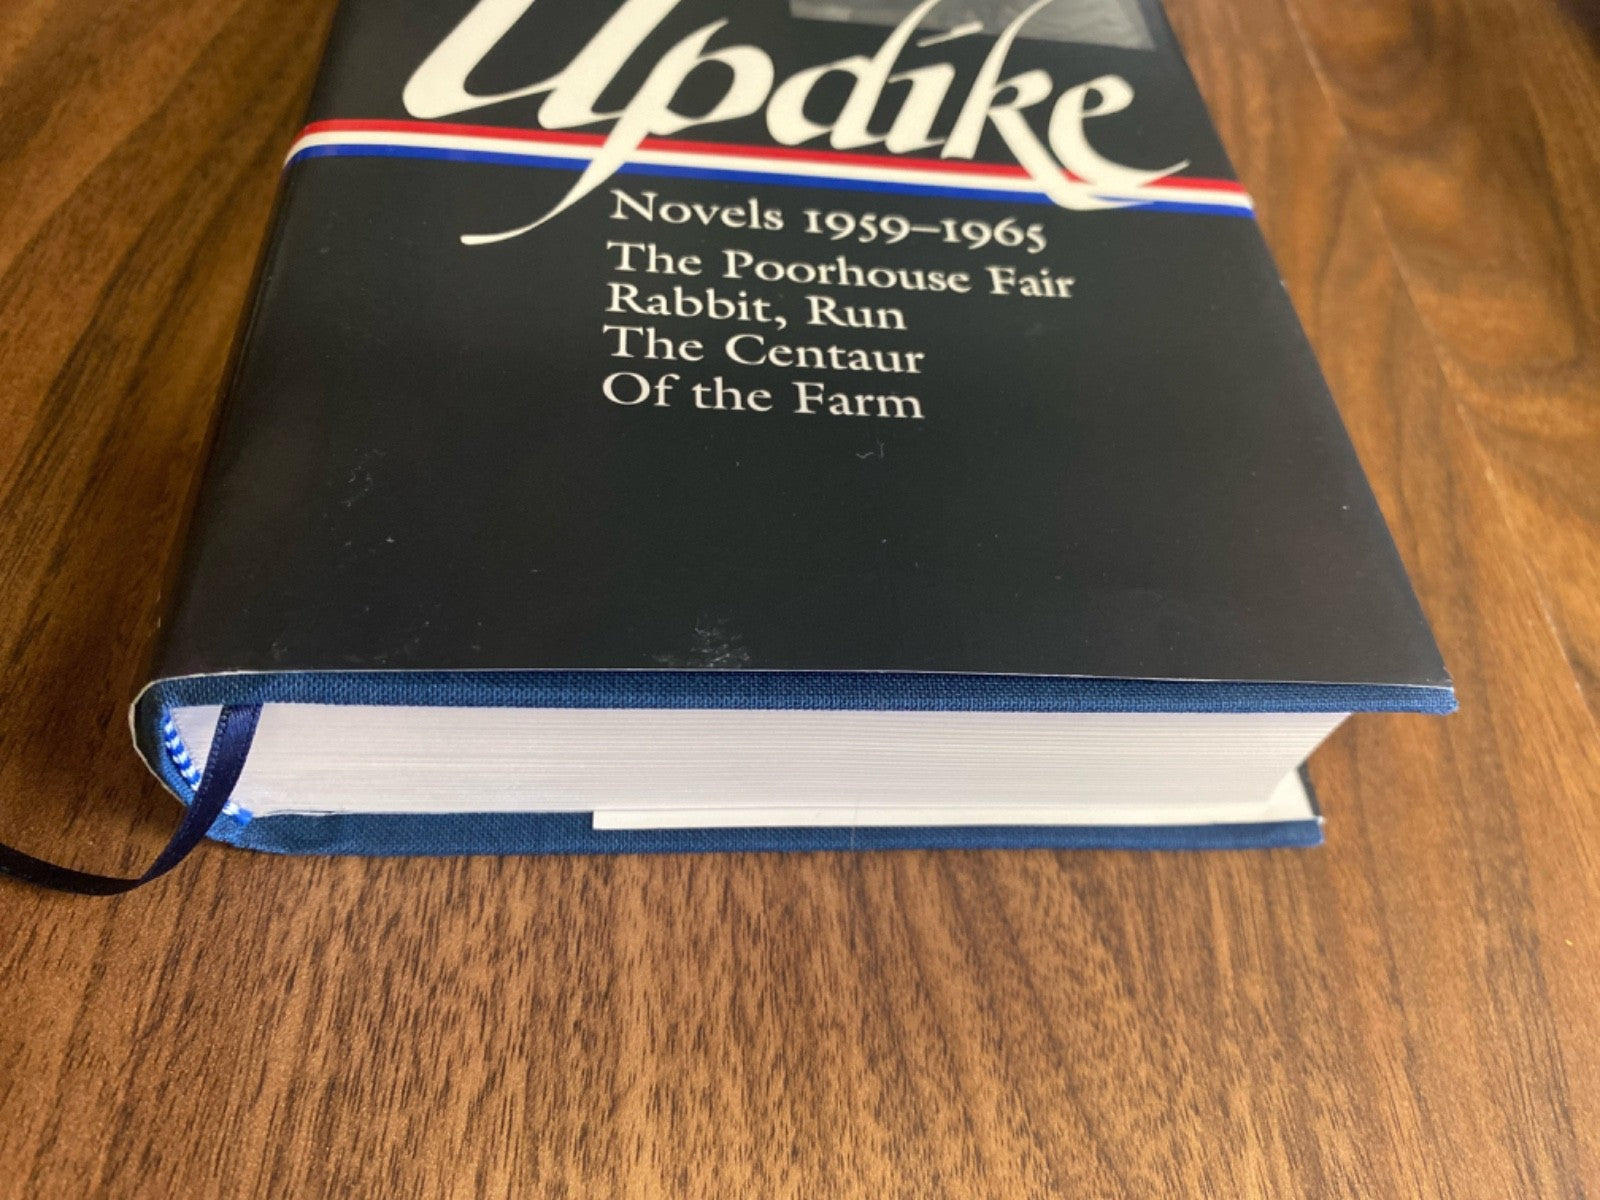 Updike
Novels 1959–1965
The Poorhouse Fair
Rabbit, Run
The Centaur
Of the Farm